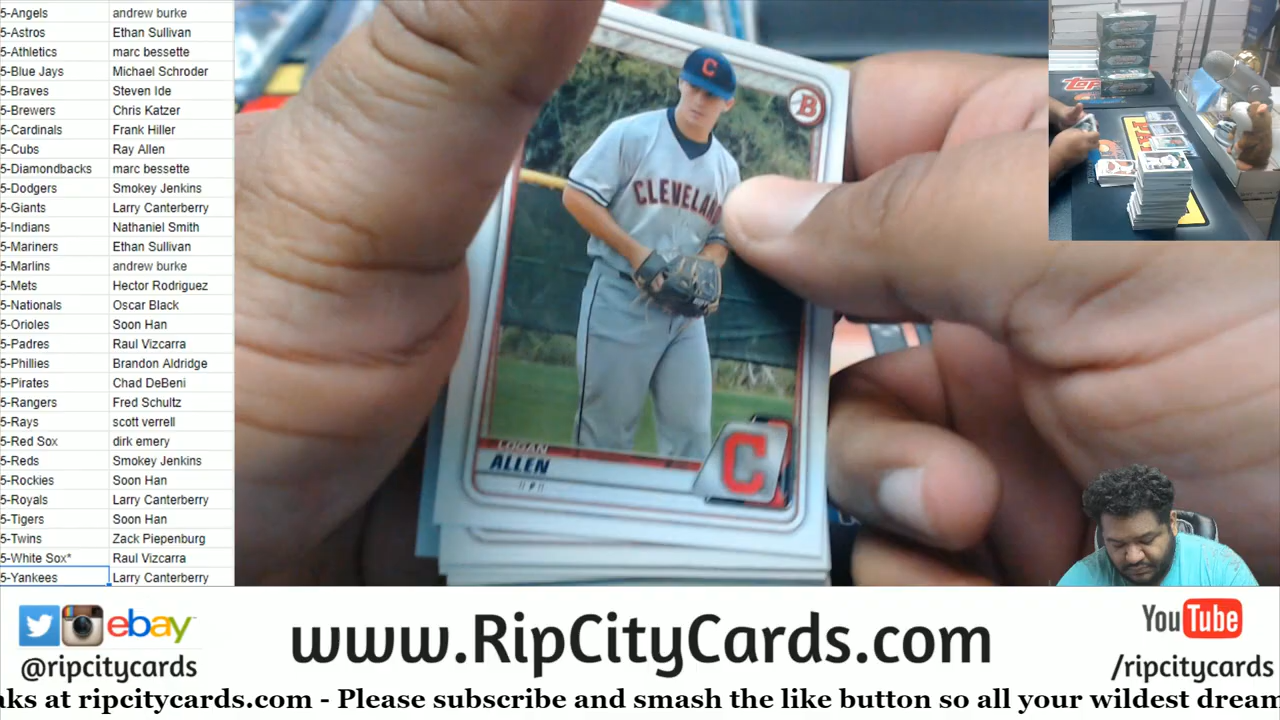 5-Angels andrew burke
5-Astros Ethan Sullivan
5-Athletics marc bessette
5-Blue Jays Michael Schroder
5-Braves Steven Ide
5-Brewers Chris Katzer
5-Cardinals Frank Hiller
5-Cubs Ray Allen
5-Diamondbacks marc bessette
5-Dodgers Smokey Jenkins
5-Giants Larry Canterberry
5-Indians Nathaniel Smith
5-Mariners Ethan Sullivan
5-Marlins andrew burke
5-Mets Hector Rodriguez
5-Nationals Oscar Black
5-Orioles Soon Han
5-Padres Raul Vizcarra
5-Phillies Brandon Aldridge
5-Pirates Chad DeBeni
5-Rangers Fred Schultz
5-Rays scott verrell
5-Red Sox dirk emery
5-Reds Smokey Jenkins
5-Rockies Soon Han
5-Royals Larry Canterberry
5-Tigers Soon Han
5-Twins Zack Piepenburg
5-White Sox* Raul Vizcarra
5-Yankees Larry Canterberry
C
B
CLEVELAND
LOGAN
ALLEN
P
C
ebay
@ripcitycards
www.RipCityCards.com
YouTube
/ripcitycards
aks at ripcitycards.com - Please subscribe and smash the like button so all your wildest dream